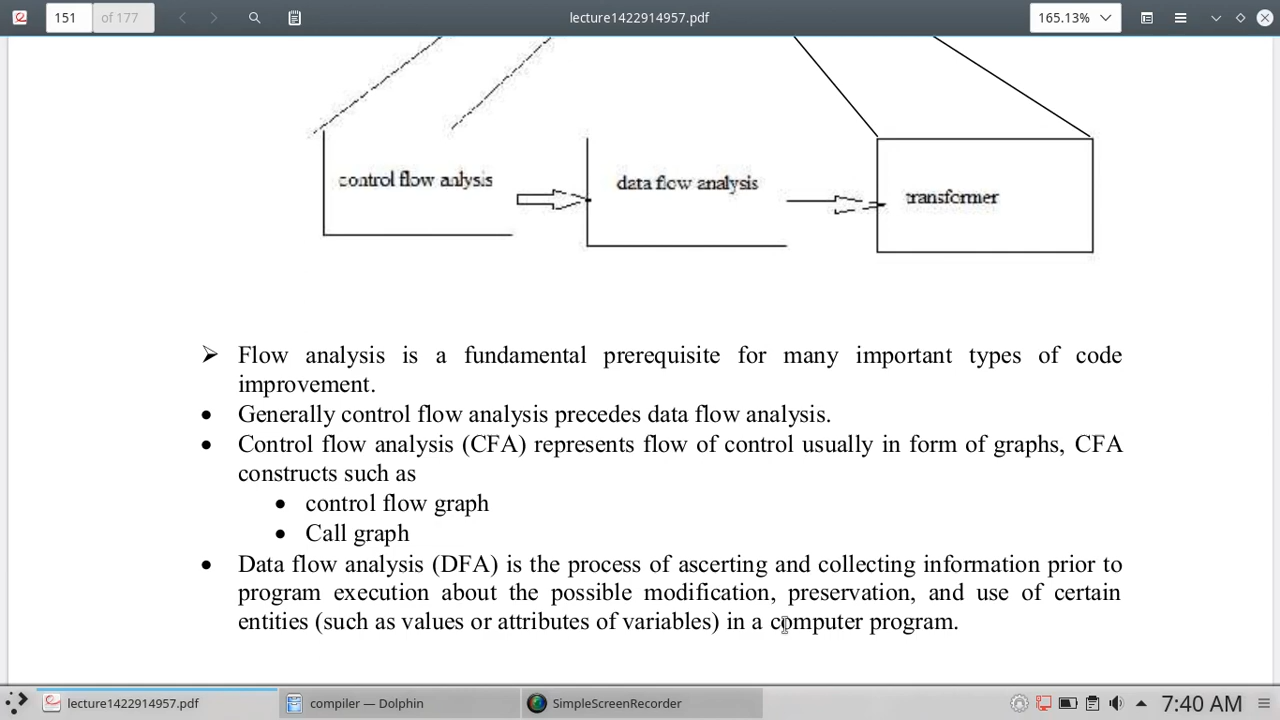 151 of 177 lecture1422914957.pdf 165.13%
control flow anlysis data flow analysis transformer
Flow analysis is a fundamental prerequisite for many important types of code
improvement.
Generally control flow analysis precedes data flow analysis.
Control flow analysis (CFA) represents flow of control usually in form of graphs, CFA
constructs such as
control flow graph
Call graph
Data flow analysis (DFA) is the process of ascerting and collecting information prior to
program execution about the possible modification, preservation, and use of certain
entities (such as values or attributes of variables) in a computer program.
lecture1422914957.pdf compiler — Dolphin SimpleScreenRecorder 7:40 AM